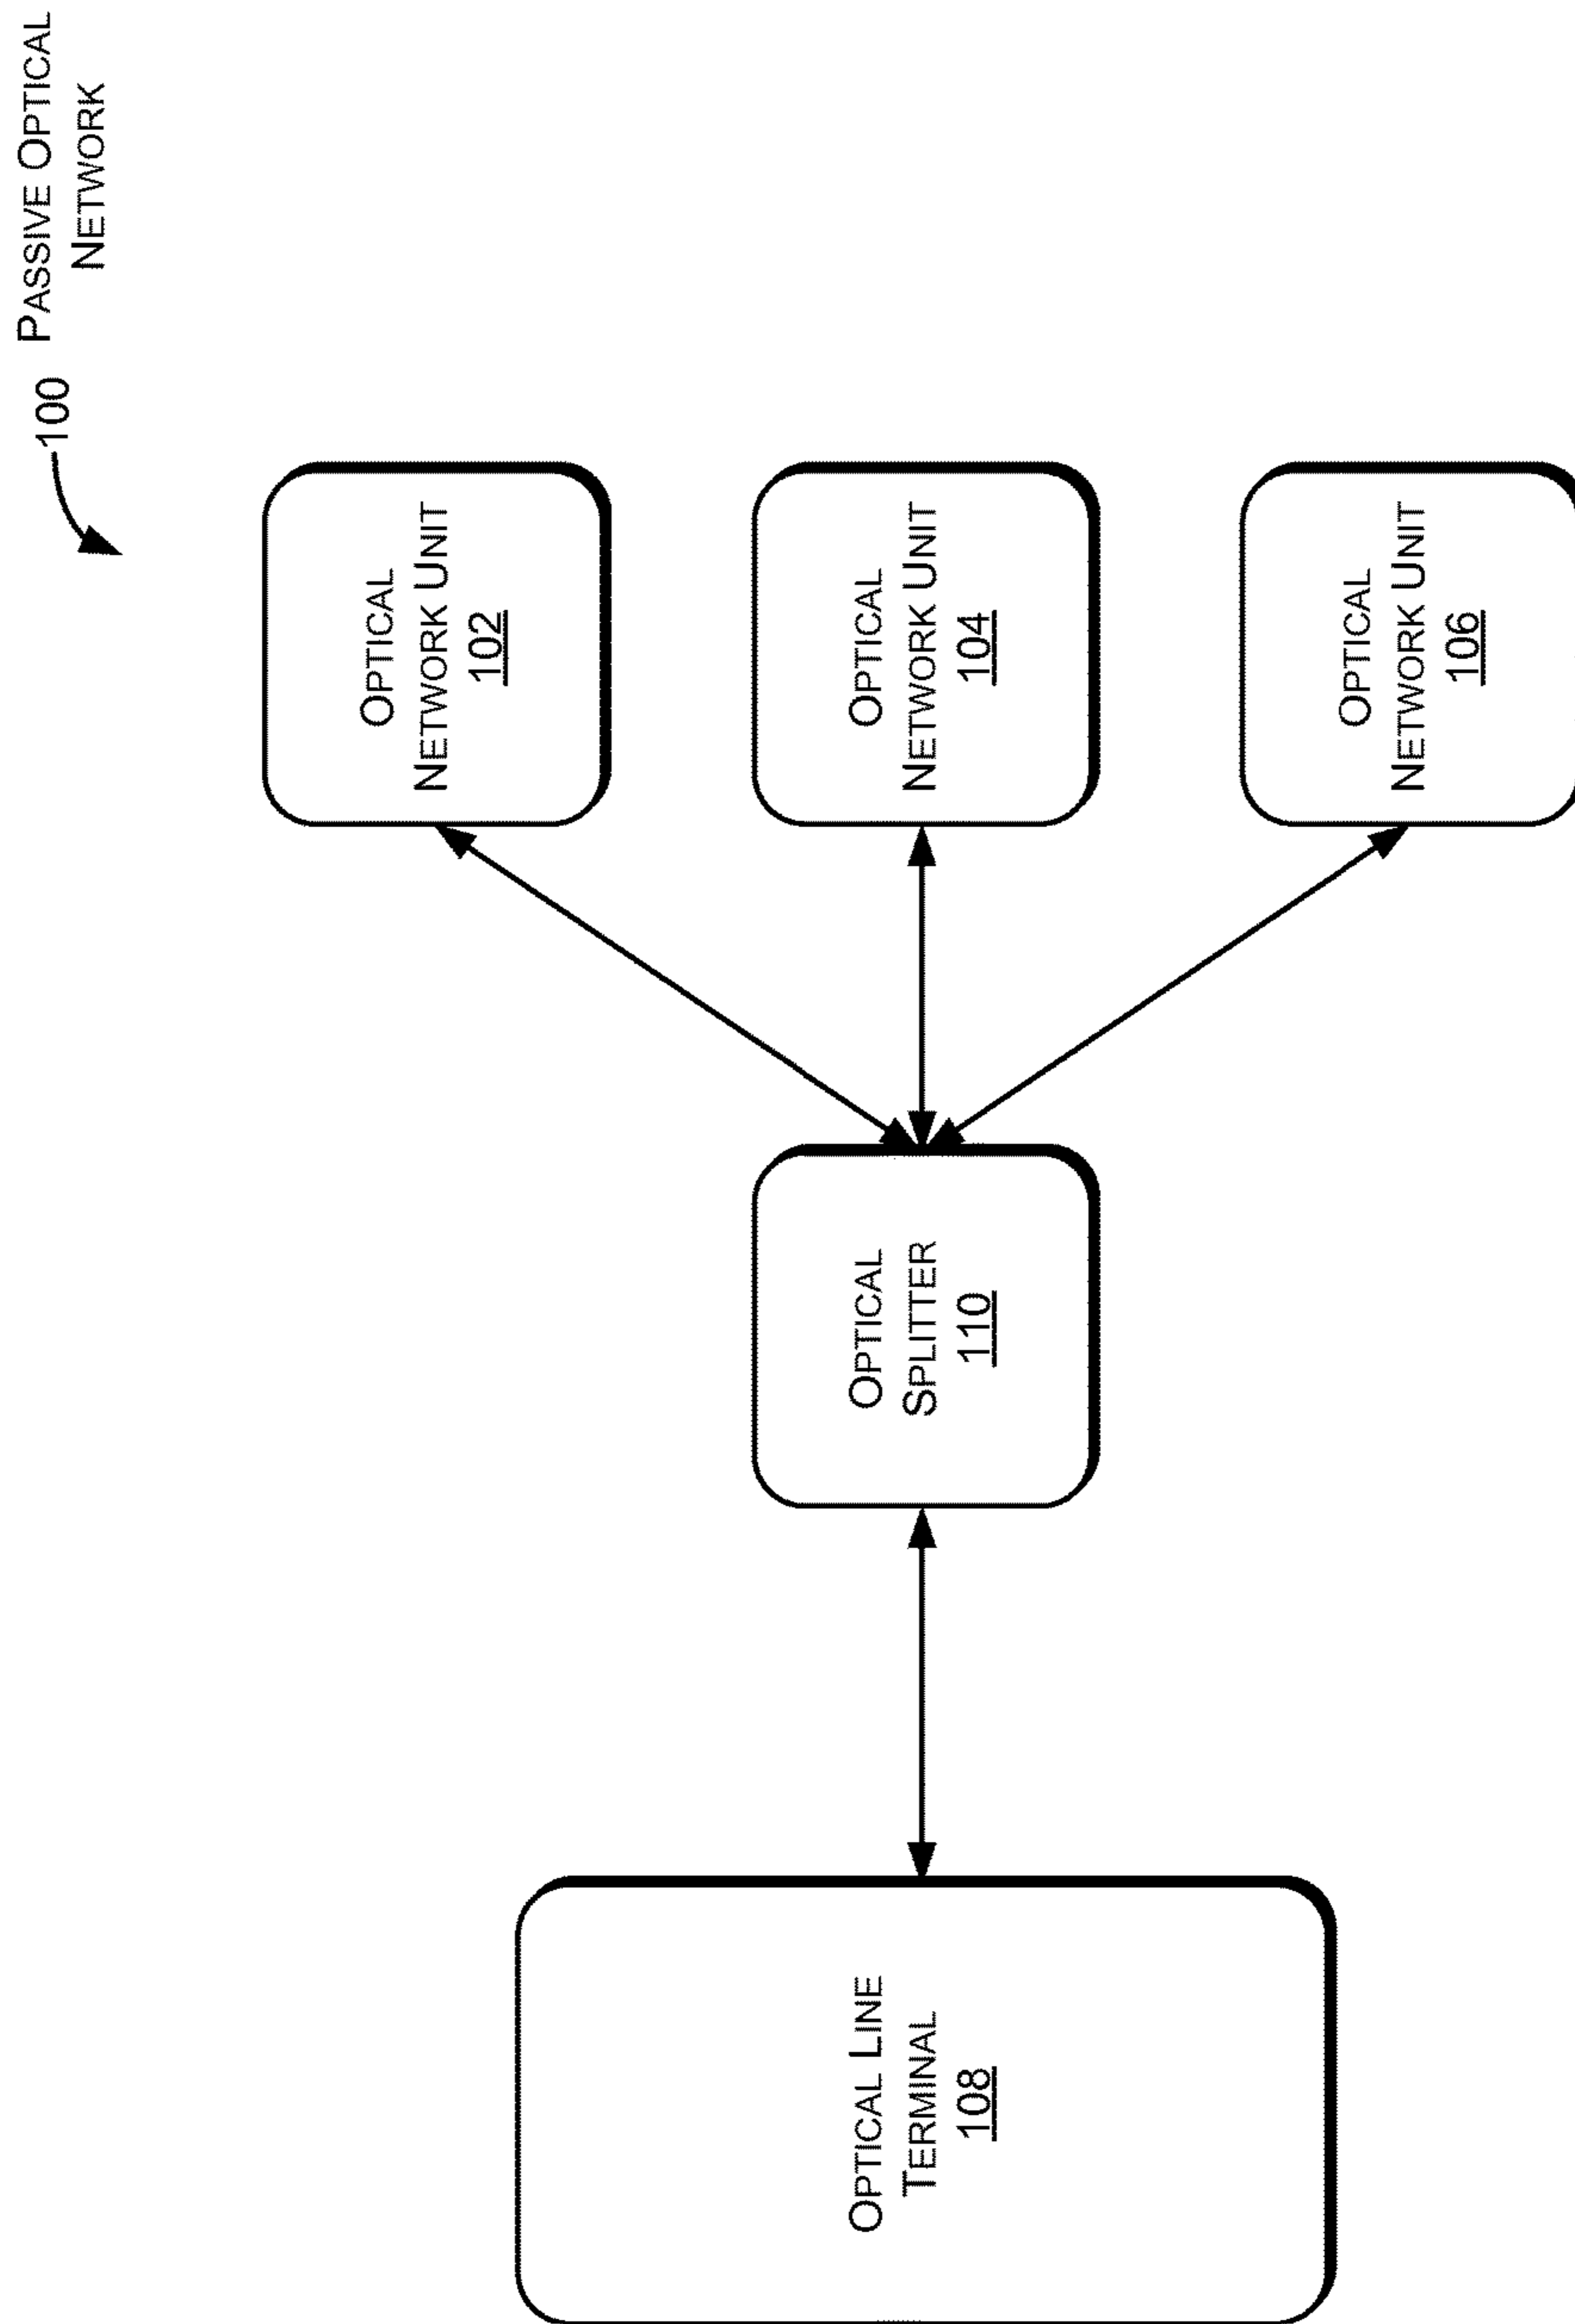 100 PASSIVE OPTICAL
NETWORK
OPTICAL
NETWORK UNIT
102
OPTICAL
NETWORK UNIT
104
OPTICAL
NETWORK UNIT
106
OPTICAL
SPLITTER
110
OPTICAL LINE
TERMINAL
108